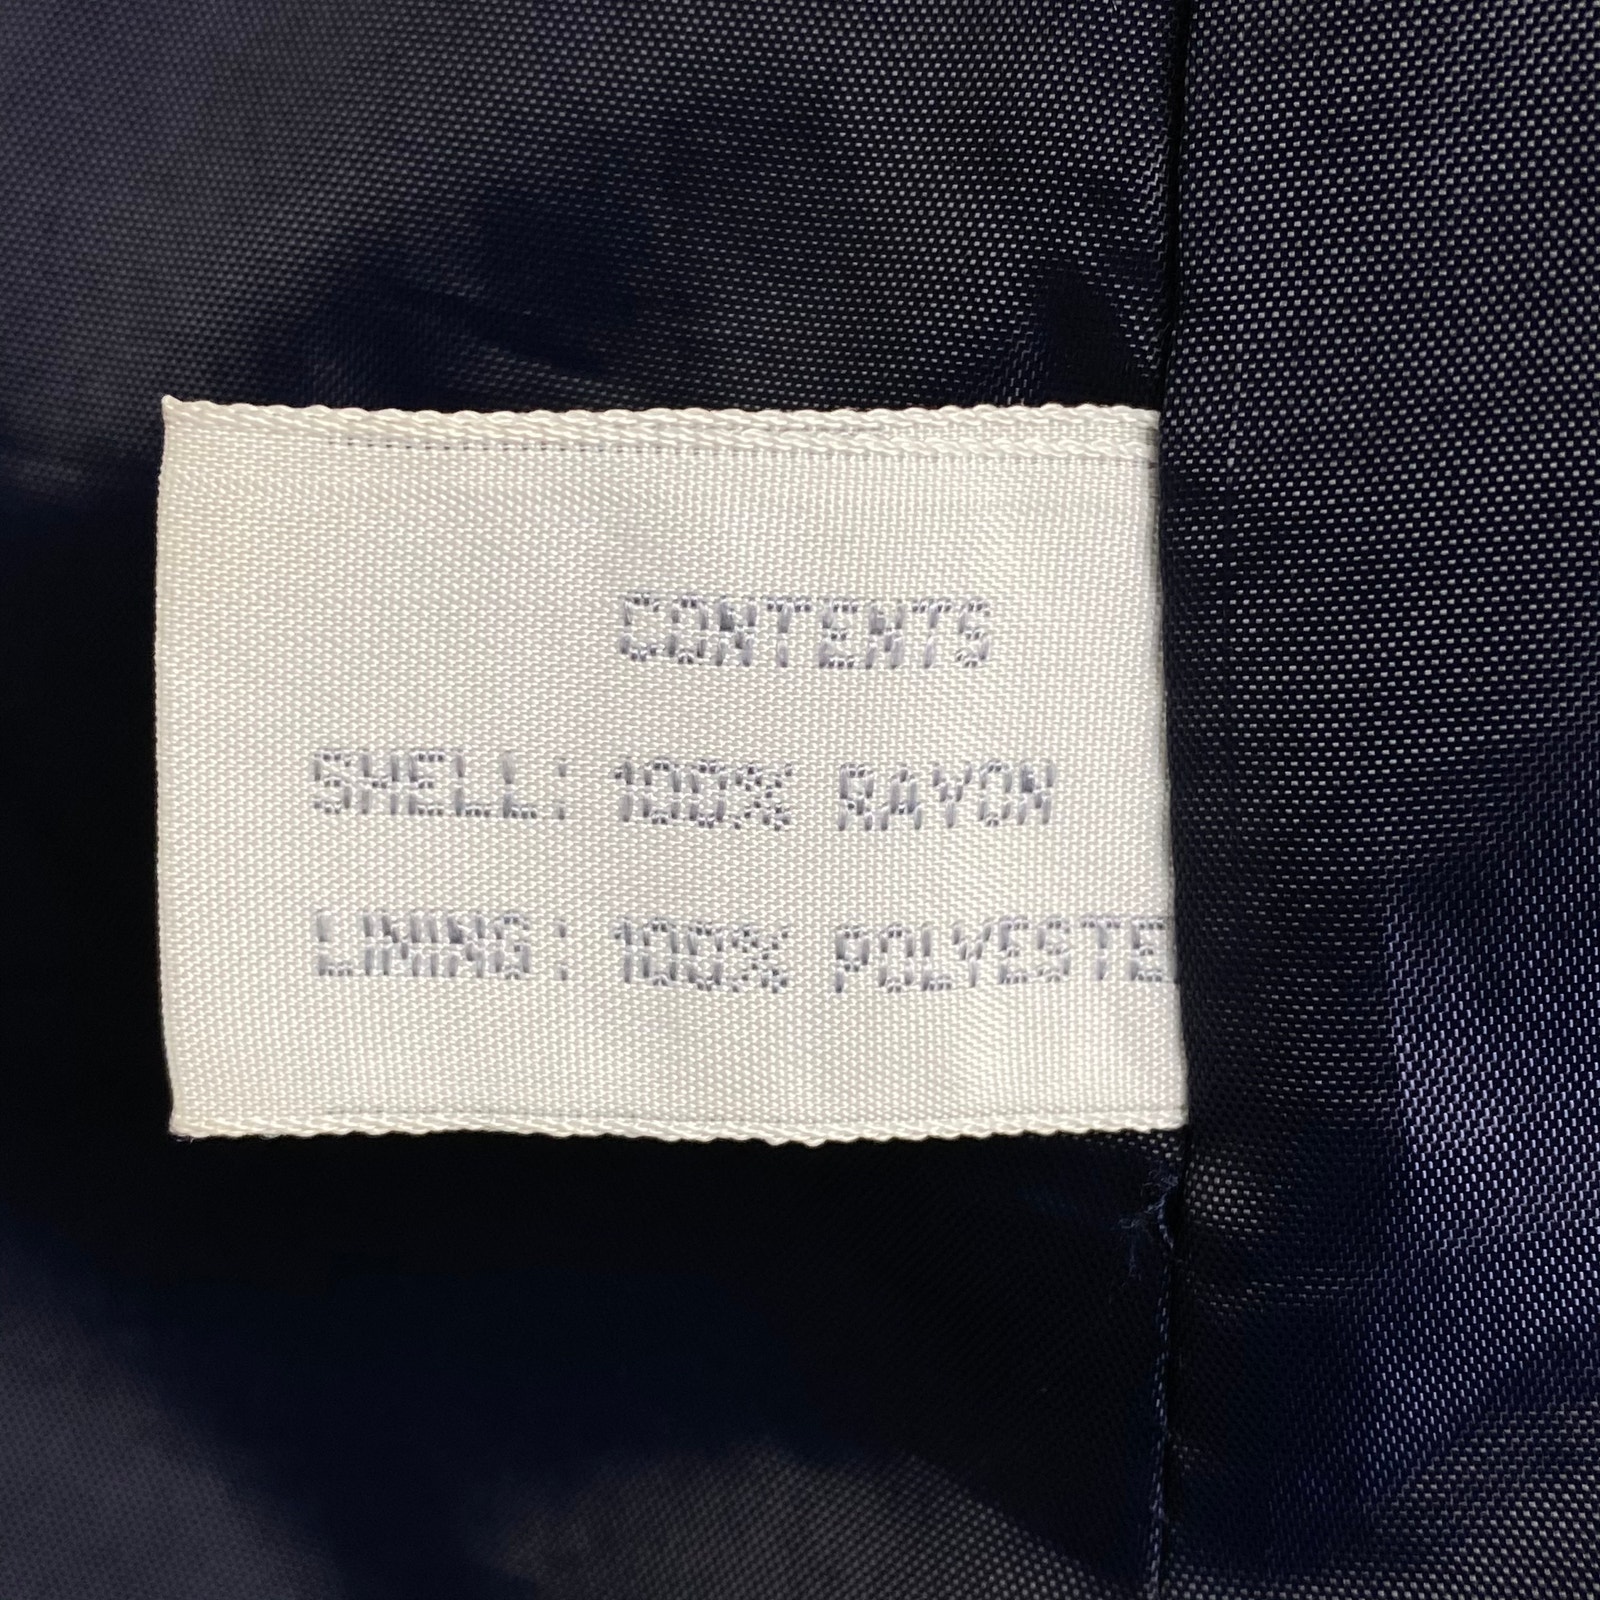 CONTENTS
SHELL: 100% RAYON
LINING: 100% POLYESTE